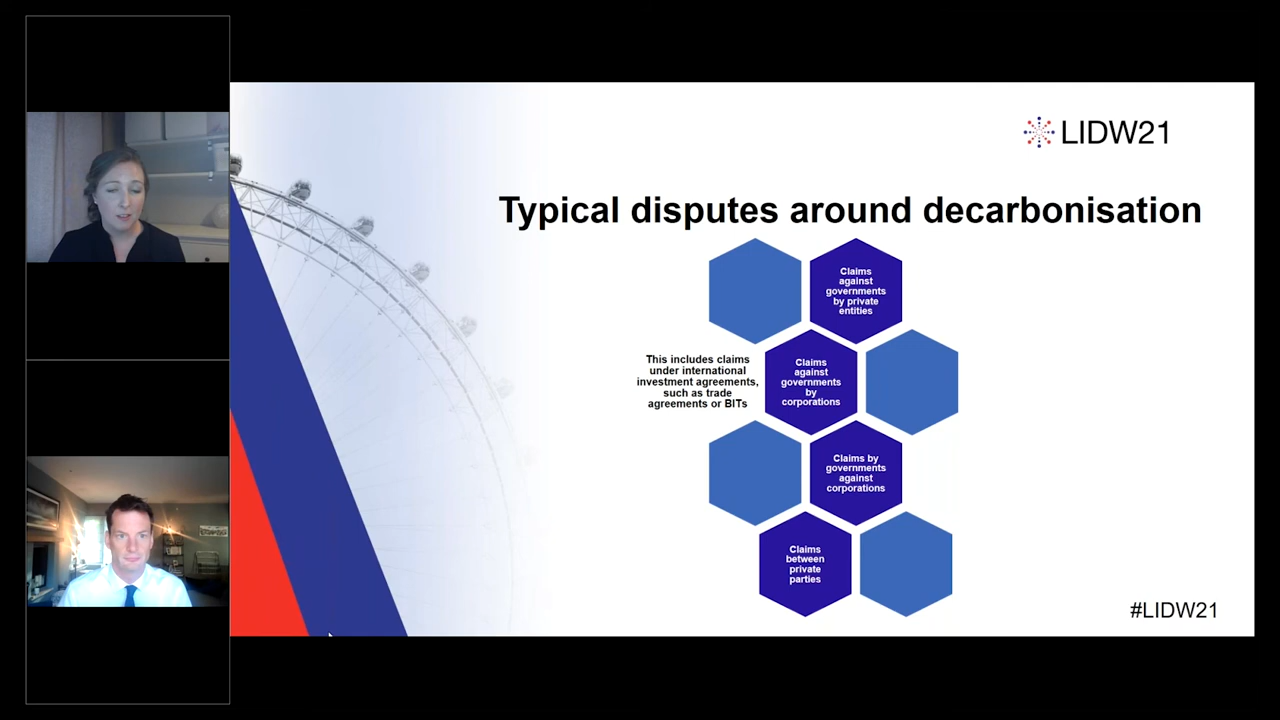 LIDW21
Typical disputes around decarbonisation
Claims
against
governments
by private
entities
This includes claims
under international
investment agreements,
such as trade
agreements or BITs
Claims
against
governments
by
corporations
Claims by
governments
against
corporations
Claims
between
private
parties
#LIDW21